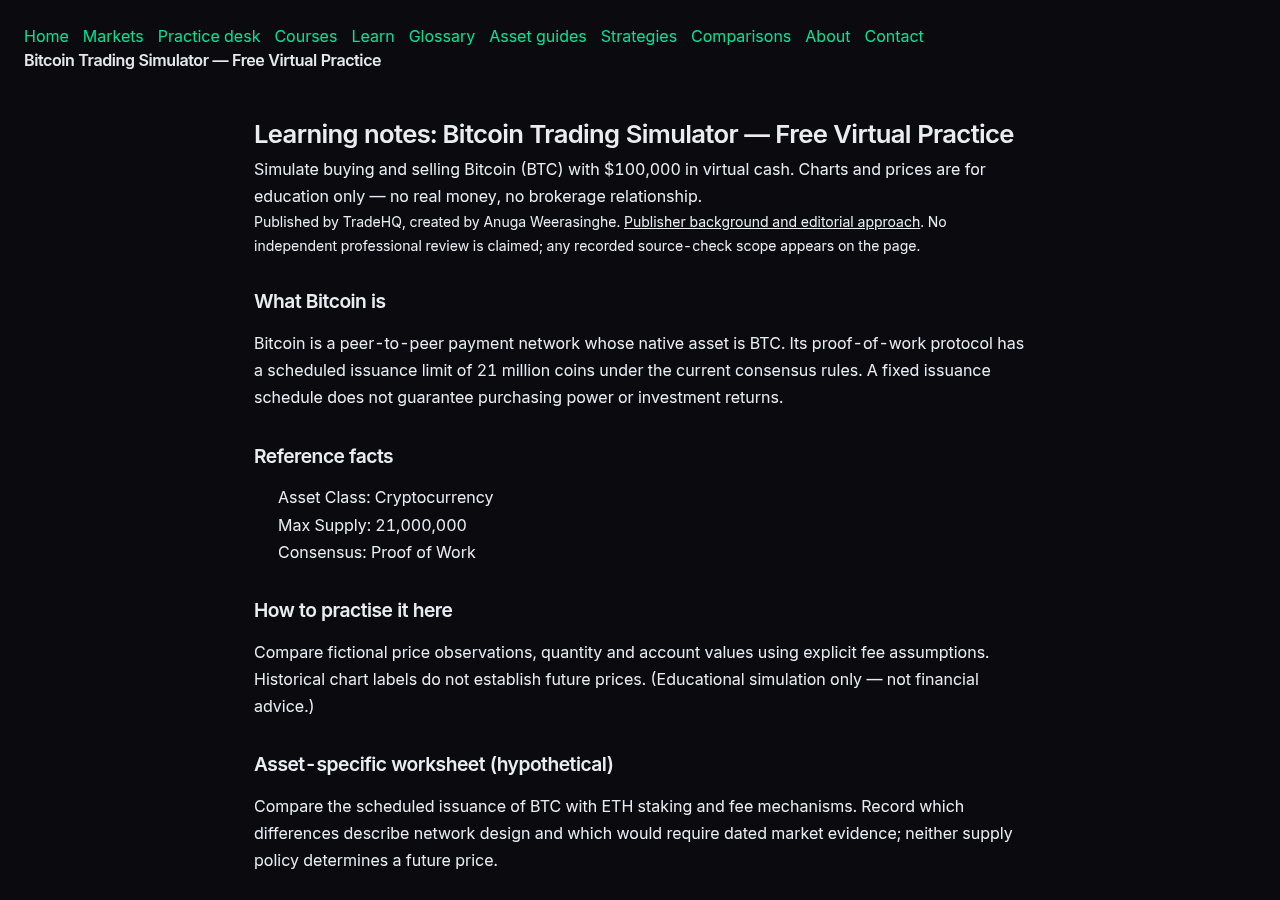 Home Markets Practice desk Courses Learn Glossary Asset guides Strategies Comparisons About Contact
Bitcoin Trading Simulator — Free Virtual Practice
Learning notes: Bitcoin Trading Simulator — Free Virtual Practice
Simulate buying and selling Bitcoin (BTC) with $100,000 in virtual cash. Charts and prices are for
education only — no real money, no brokerage relationship.
Published by TradeHQ, created by Anuga Weerasinghe. Publisher background and editorial approach. No
independent professional review is claimed; any recorded source-check scope appears on the page.
What Bitcoin is
Bitcoin is a peer-to-peer payment network whose native asset is BTC. Its proof-of-work protocol has
a scheduled issuance limit of 21 million coins under the current consensus rules. A fixed issuance
schedule does not guarantee purchasing power or investment returns.
Reference facts
Asset Class: Cryptocurrency
Max Supply: 21,000,000
Consensus: Proof of Work
How to practise it here
Compare fictional price observations, quantity and account values using explicit fee assumptions.
Historical chart labels do not establish future prices. (Educational simulation only — not financial
advice.)
Asset-specific worksheet (hypothetical)
Compare the scheduled issuance of BTC with ETH staking and fee mechanisms. Record which
differences describe network design and which would require dated market evidence; neither supply
policy determines a future price.